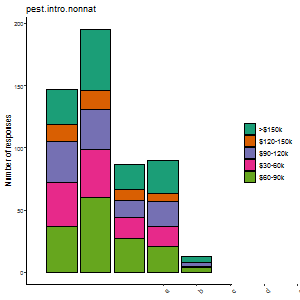 pest.intro.nonnat
Number of responses
200
150
100
50
0
>$150k
$120-150k
$90-120k
$30-60k
$60-90k